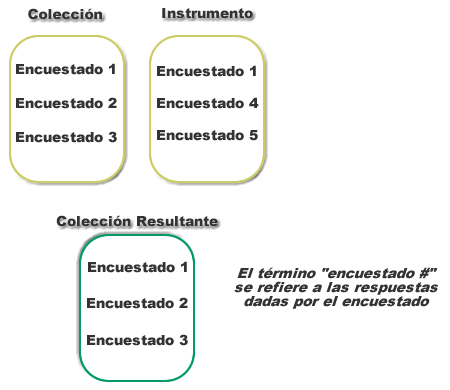 Colección
Encuestado 1
Encuestado 2
Encuestado 3
Instrumento
Encuestado 1
Encuestado 4
Encuestado 5
Colección Resultante
Encuestado 1
Encuestado 2
Encuestado 3
El término "encuestado #"
se refiere a las respuestas
dadas por el encuestado